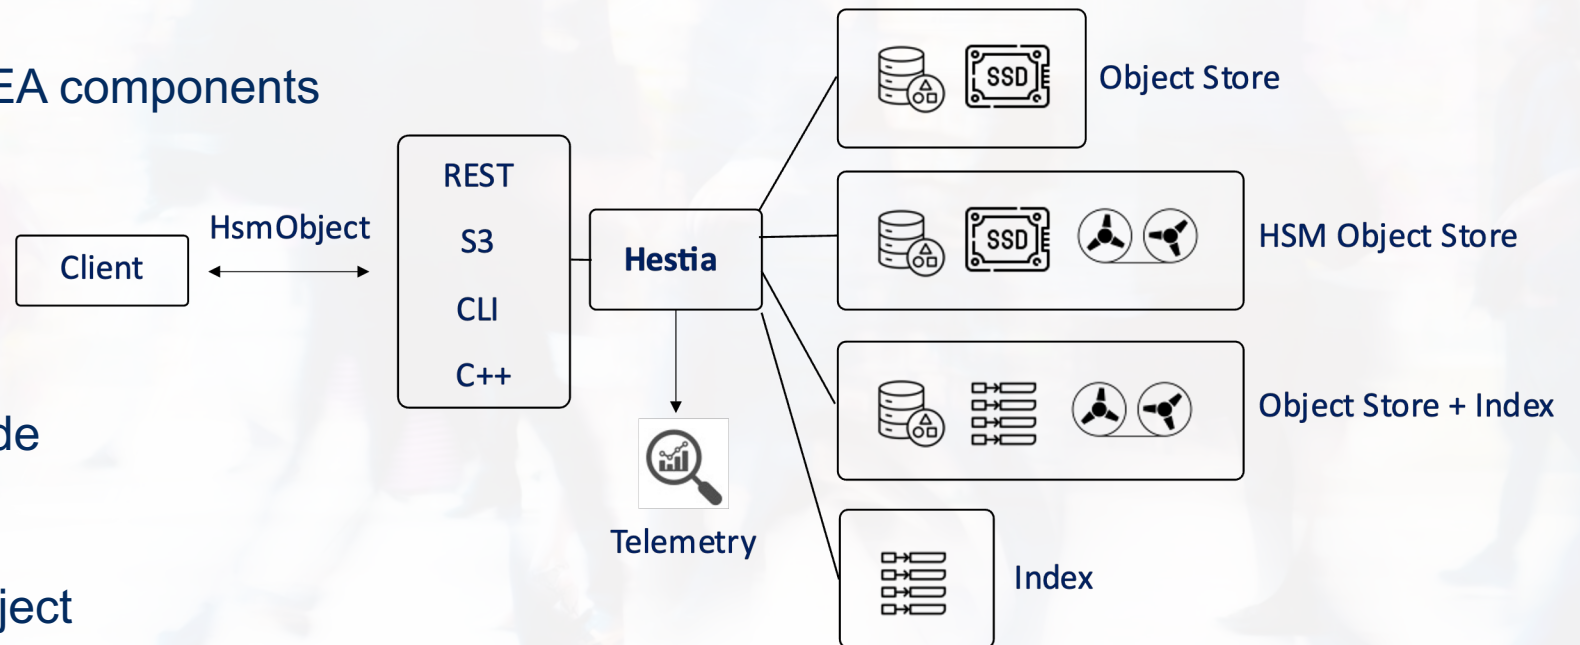 EA components
de
ject
Client
HsmObject
REST
S3
CLI
C++
Hestia
Telemetry
SSD
Object Store
SSD
HSM Object Store
Object Store + Index
Index